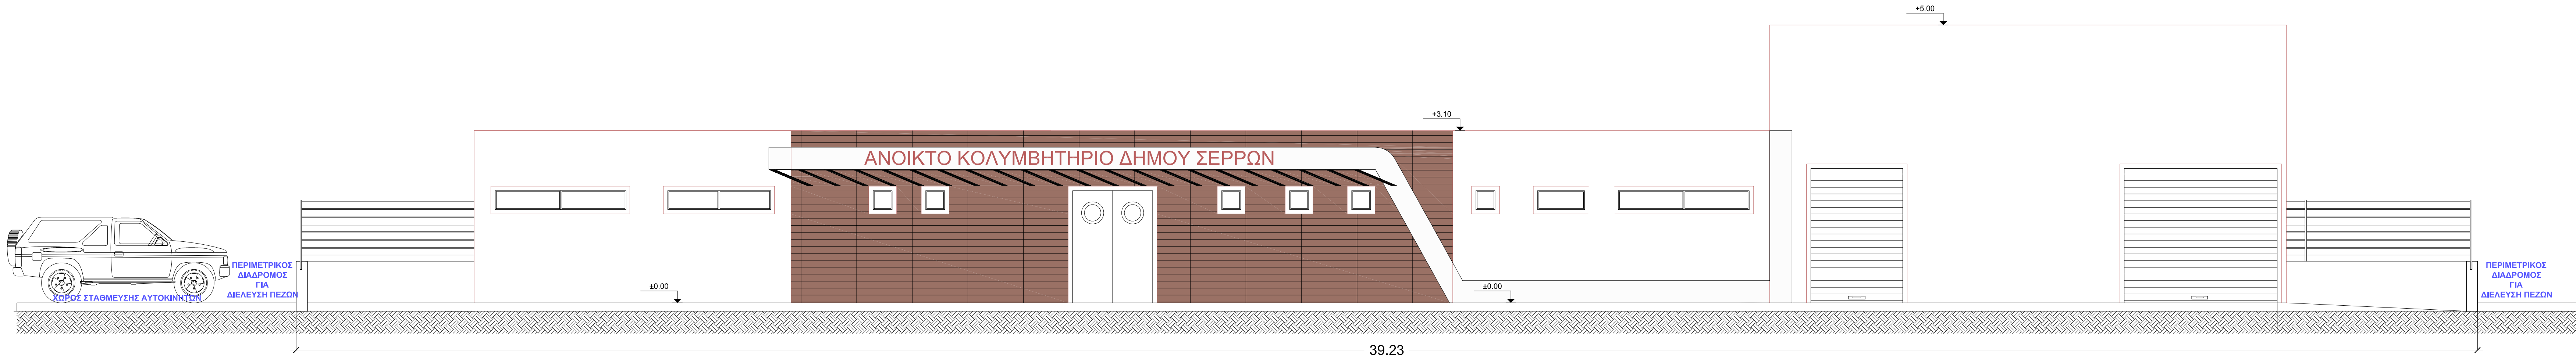 +5.00
+3.10
ΑΝΟΙΚΤΟ ΚΟΛΥΜΒΗΤΗΡΙΟ ΔΗΜΟΥ ΣΕΡΡΩΝ
ΠΕΡΙΜΕΤΡΙΚΟΣ
ΔΙΑΔΡΟΜΟΣ
ΓΙΑ
ΔΙΕΛΕΥΣΗ ΠΕΖΩΝ
ΧΩΡΟΣ ΣΤΑΘΜΕΥΣΗΣ ΑΥΤΟΚΙΝΗΤΩΝ
±0.00
±0.00
ΠΕΡΙΜΕΤΡΙΚΟΣ
ΔΙΑΔΡΟΜΟΣ
ΓΙΑ
ΔΙΕΛΕΥΣΗ ΠΕΖΩΝ
39.23